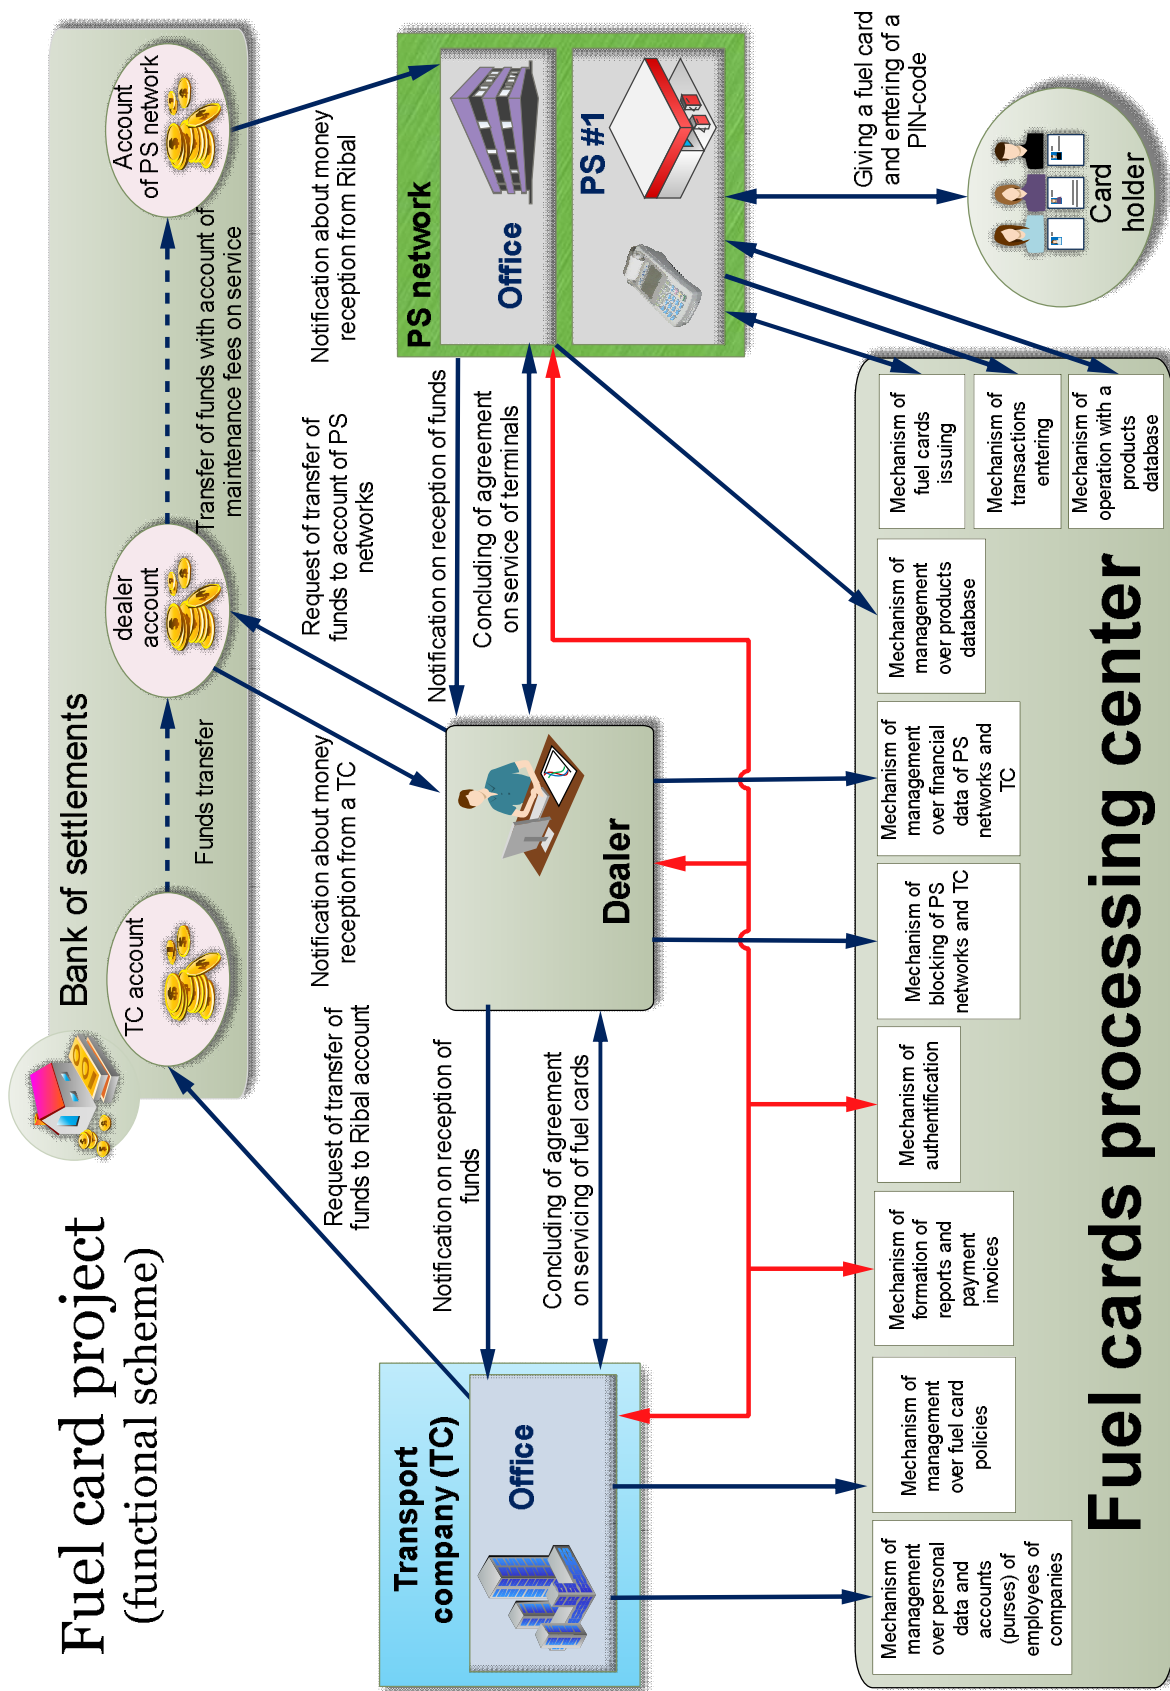 Fuel card project
(functional scheme)
Bank of settlements
TC account
Funds transfer
dealer
account
Transfer of funds with account of
maintenance fees on service
Account
of PS network
Request of transfer of
funds to Ribal account
Notification about money
reception from a TC
Request of transfer of
funds to account of PS
networks
Notification about money
reception from Ribal
Transport
company (TC)
Office
Notification on reception of
funds
Concluding of agreement
on servicing of fuel cards
Dealer
Notification on reception of funds
Concluding of agreement
on service of terminals
PS network
Office
PS #1
Giving a fuel card
and entering of a
PIN-code
Card
holder
Mechanism of
management
over personal
data and
accounts
(purses) of
employees of
companies
Mechanism of
management
over fuel card
policies
Mechanism of
formation of
reports and
payment
invoices
Mechanism of
authentification
Mechanism of
blocking of PS
networks and TC
Mechanism of
management
over financial
data of PS
networks and
TC
Mechanism of
management
over products
database
Mechanism of
fuel cards
issuing
Mechanism of
transactions
entering
Mechanism of
operation with a
products
database
Fuel cards processing center